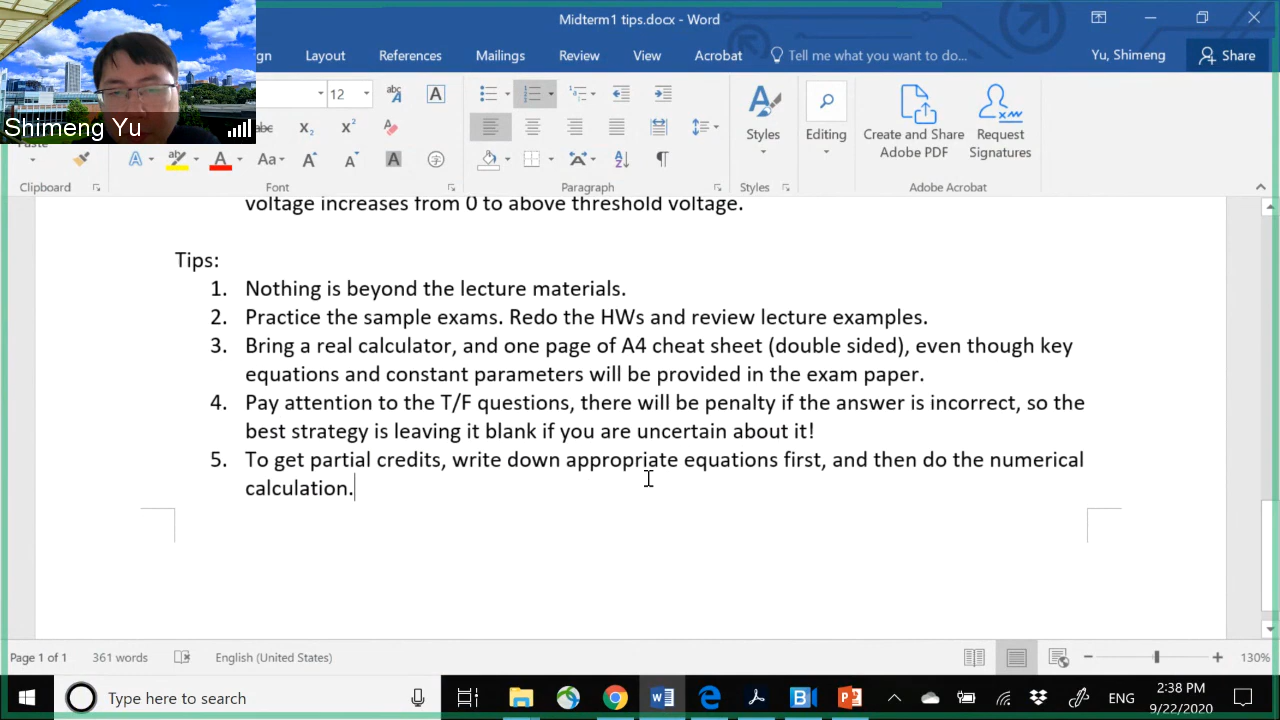 Midterm1 tips.docx - Word
Yu, Shimeng
Share
Layout
References
Mailings
Review
View
Acrobat
Tell me what you want to do...
Shimeng Yu
12
Styles
Editing
Create and Share
Adobe PDF
Request
Signatures
Clipboard
Font
Paragraph
Styles
Adobe Acrobat
voltage increases from 0 to above threshold voltage.
Tips:
1. Nothing is beyond the lecture materials.
2. Practice the sample exams. Redo the HWs and review lecture examples.
3. Bring a real calculator, and one page of A4 cheat sheet (double sided), even though key
equations and constant parameters will be provided in the exam paper.
4. Pay attention to the T/F questions, there will be penalty if the answer is incorrect, so the
best strategy is leaving it blank if you are uncertain about it!
5. To get partial credits, write down appropriate equations first, and then do the numerical
calculation.
Page 1 of 1
361 words
English (United States)
130%
Type here to search
ENG
2:38 PM
9/22/2020